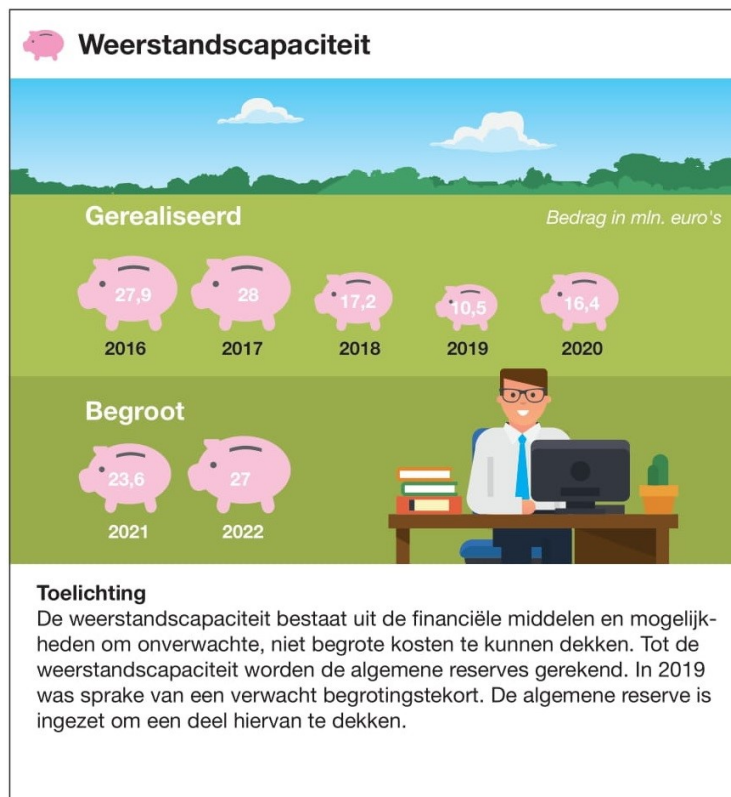 Weerstandscapaciteit
Gerealiseerd
Bedrag in mln. euro's
27,9
28
17,2
10,5
16,4
2016
2017
2018
2019
2020
Begroot
23,6
27
2021
2022
Toelichting
De weerstandscapaciteit bestaat uit de financiële middelen en mogelijk-
heden om onverwachte, niet begrote kosten te kunnen dekken. Tot de
weerstandscapaciteit worden de algemene reserves gerekend. In 2019
was sprake van een verwacht begrotingstekort. De algemene reserve is
ingezet om een deel hiervan te dekken.